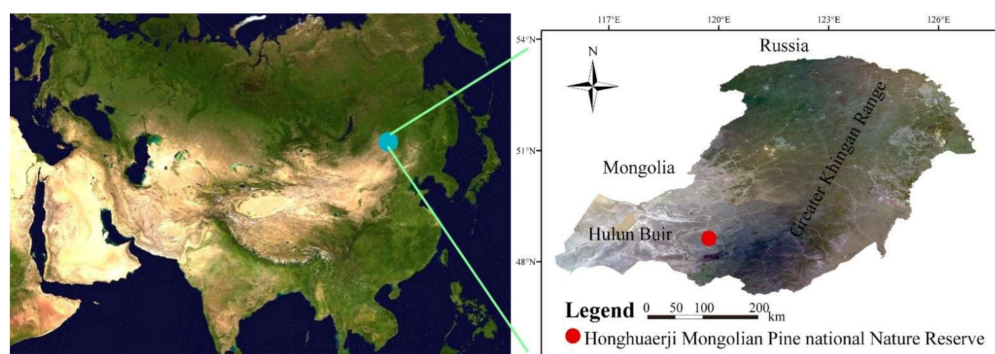 117°E 120°E 123°E 126°E
54°N
Russia
N
Greater Khingan Range
51°N
Mongolia
Hulun Buir
48°N
Legend
0 50 100 200
km
Honghuaerji Mongolian Pine national Nature Reserve